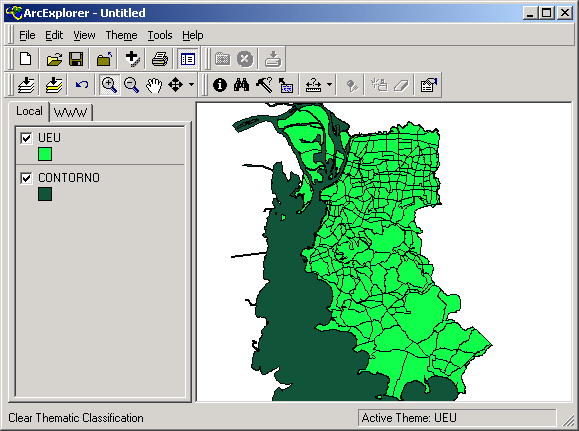 ArcExplorer - Untitled
File Edit View Theme Tools Help
Local WWW
UEU
CONTORNO
Clear Thematic Classification Active Theme: UEU